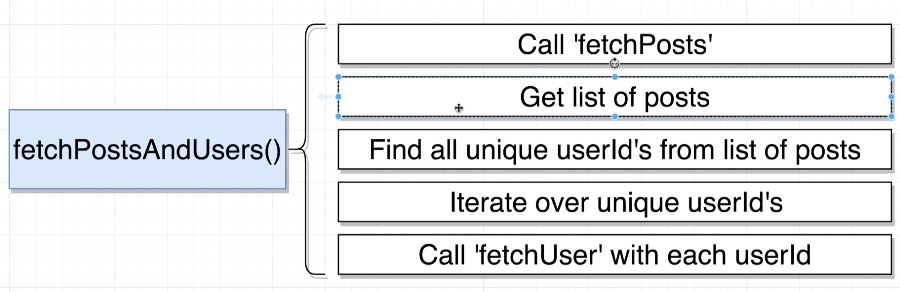 fetchPostsAndUsers()
Call 'fetchPosts'
Get list of posts
Find all unique userId's from list of posts
Iterate over unique userId's
Call 'fetchUser' with each userId